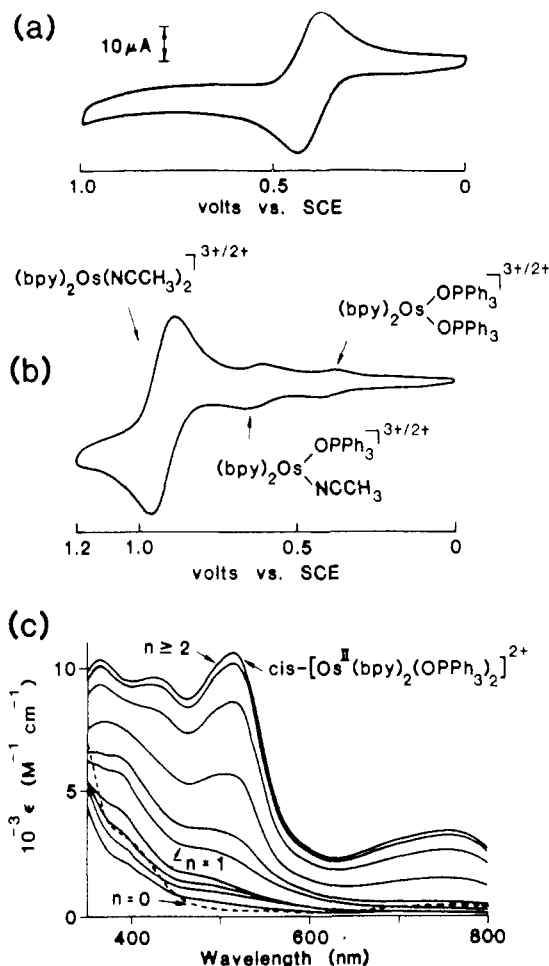 (a)
10 μA
1.0 0.5 0
volts vs. SCE
(bpy)₂Os(NCCH₃)₂]³⁺/²⁺
(bpy)₂Os OPPh₃ OPPh₃]³⁺/²⁺
(b)
(bpy)₂Os OPPh₃ NCCH₃]³⁺/²⁺
1.2 1.0 0.5 0
volts vs. SCE
(c)
n ≥ 2
cis-[Osᴵᴵ(bpy)₂(OPPh₃)₂]²⁺
10
5
0
n = 1
n = 0
10⁻³ ε (M⁻¹ cm⁻¹)
400 600 800
Wavelength (nm)